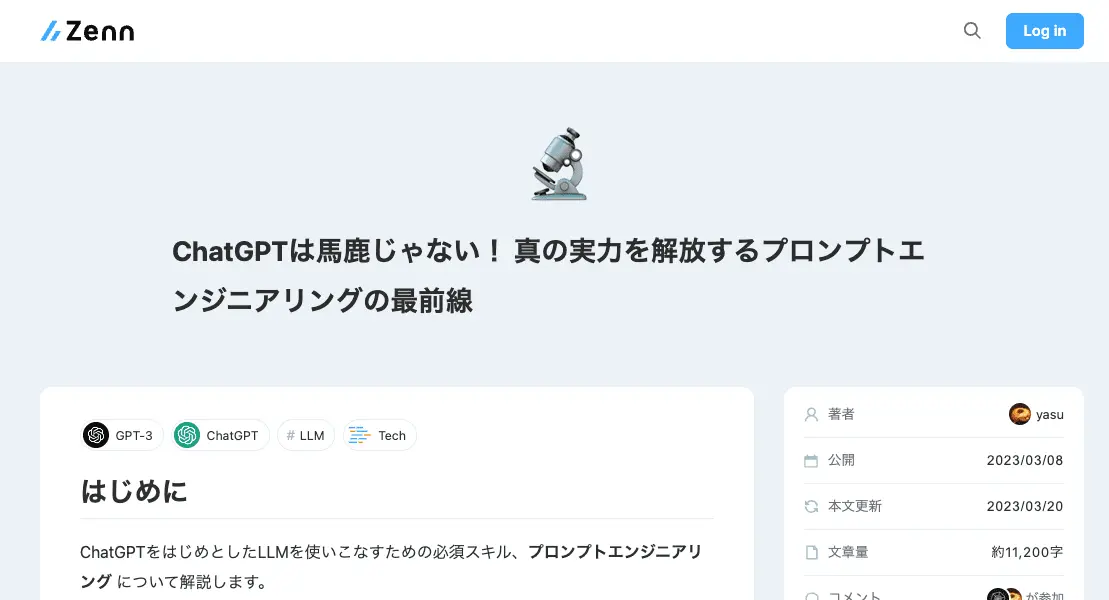 Zenn
Log in
ChatGPTは馬鹿じゃない！ 真の実力を解放するプロンプトエ
ンジニアリングの最前線
GPT-3
ChatGPT
# LLM
Tech
はじめに
ChatGPTをはじめとしたLLMを使いこなすための必須スキル、プロンプトエンジニアリ
ング について解説します。
著者 yasu
公開 2023/03/08
本文更新 2023/03/20
文章量 約11,200字
コメント が参加